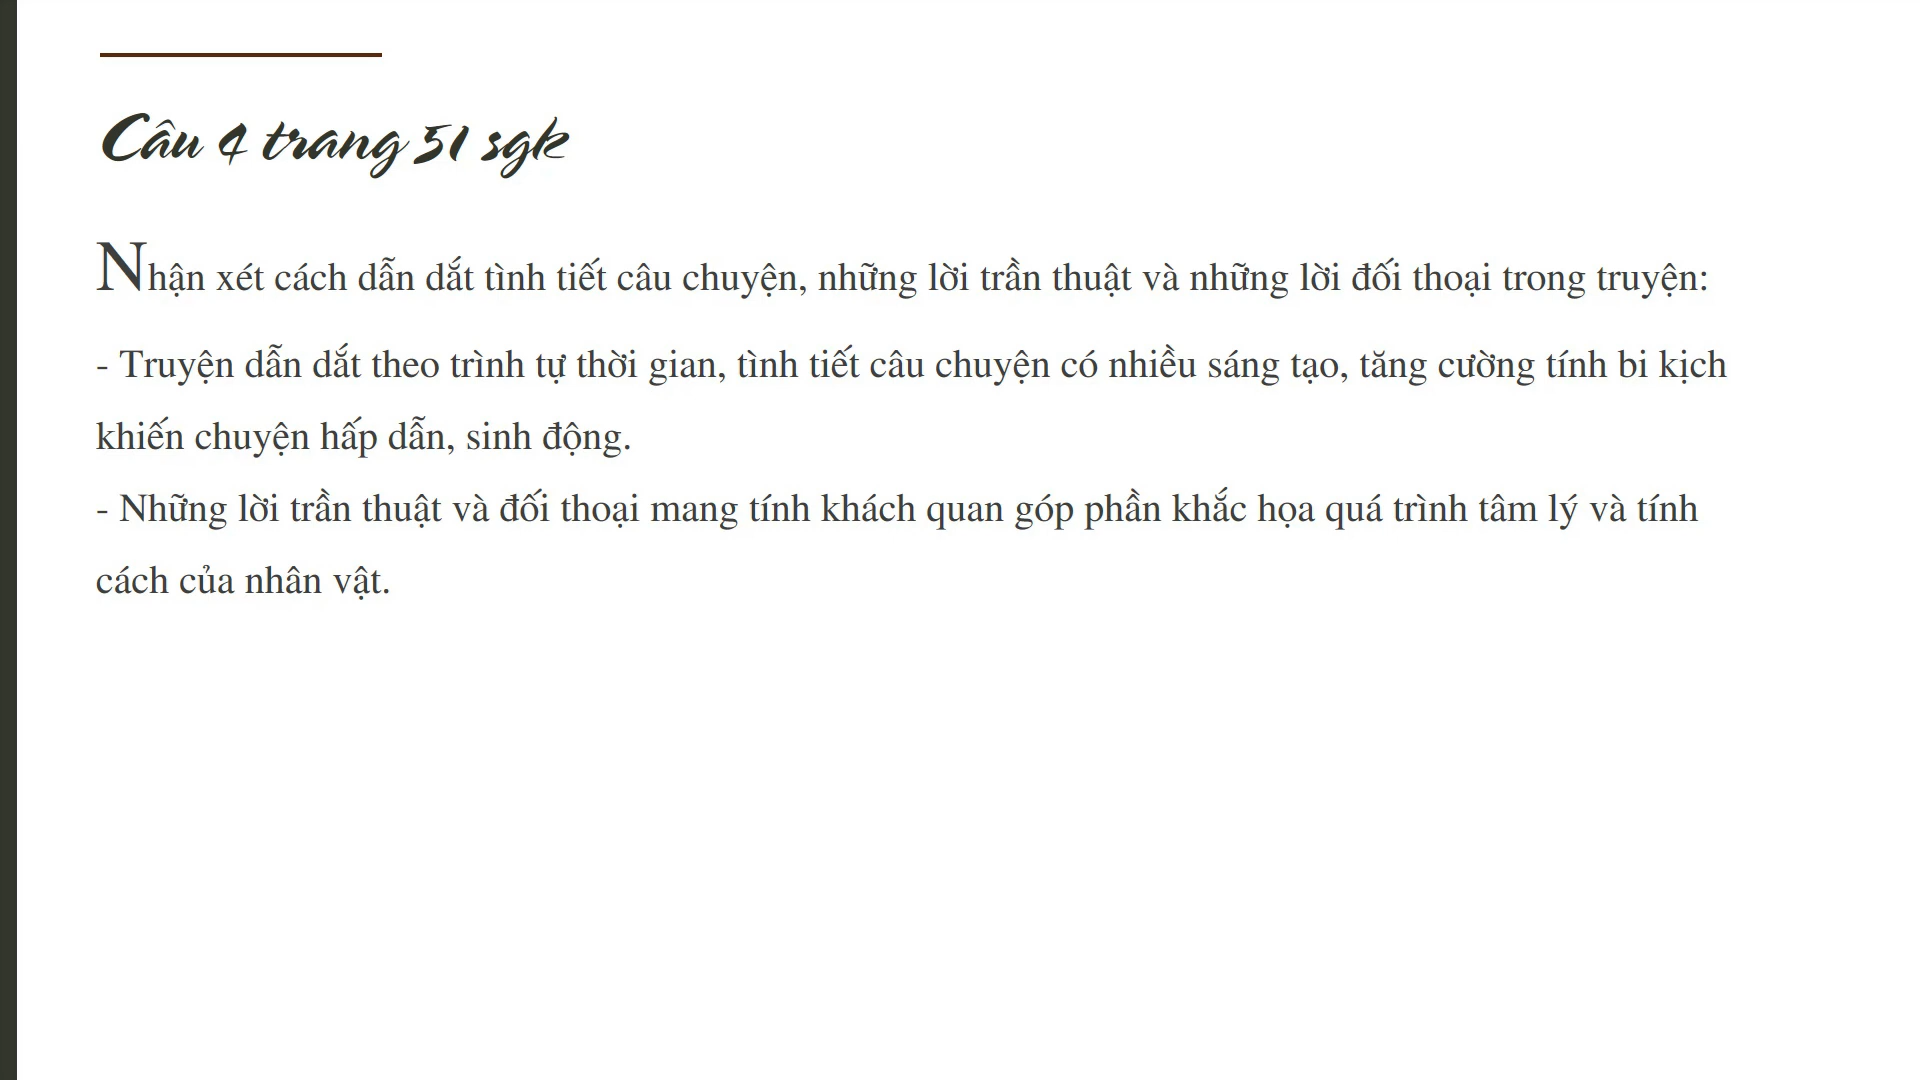 Câu 4 trang 51 sgk
Nhận xét cách dẫn dắt tình tiết câu chuyện, những lời trần thuật và những lời đối thoại trong truyện:
- Truyện dẫn dắt theo trình tự thời gian, tình tiết câu chuyện có nhiều sáng tạo, tăng cường tính bi kịch
khiến chuyện hấp dẫn, sinh động.
- Những lời trần thuật và đối thoại mang tính khách quan góp phần khắc họa quá trình tâm lý và tính
cách của nhân vật.